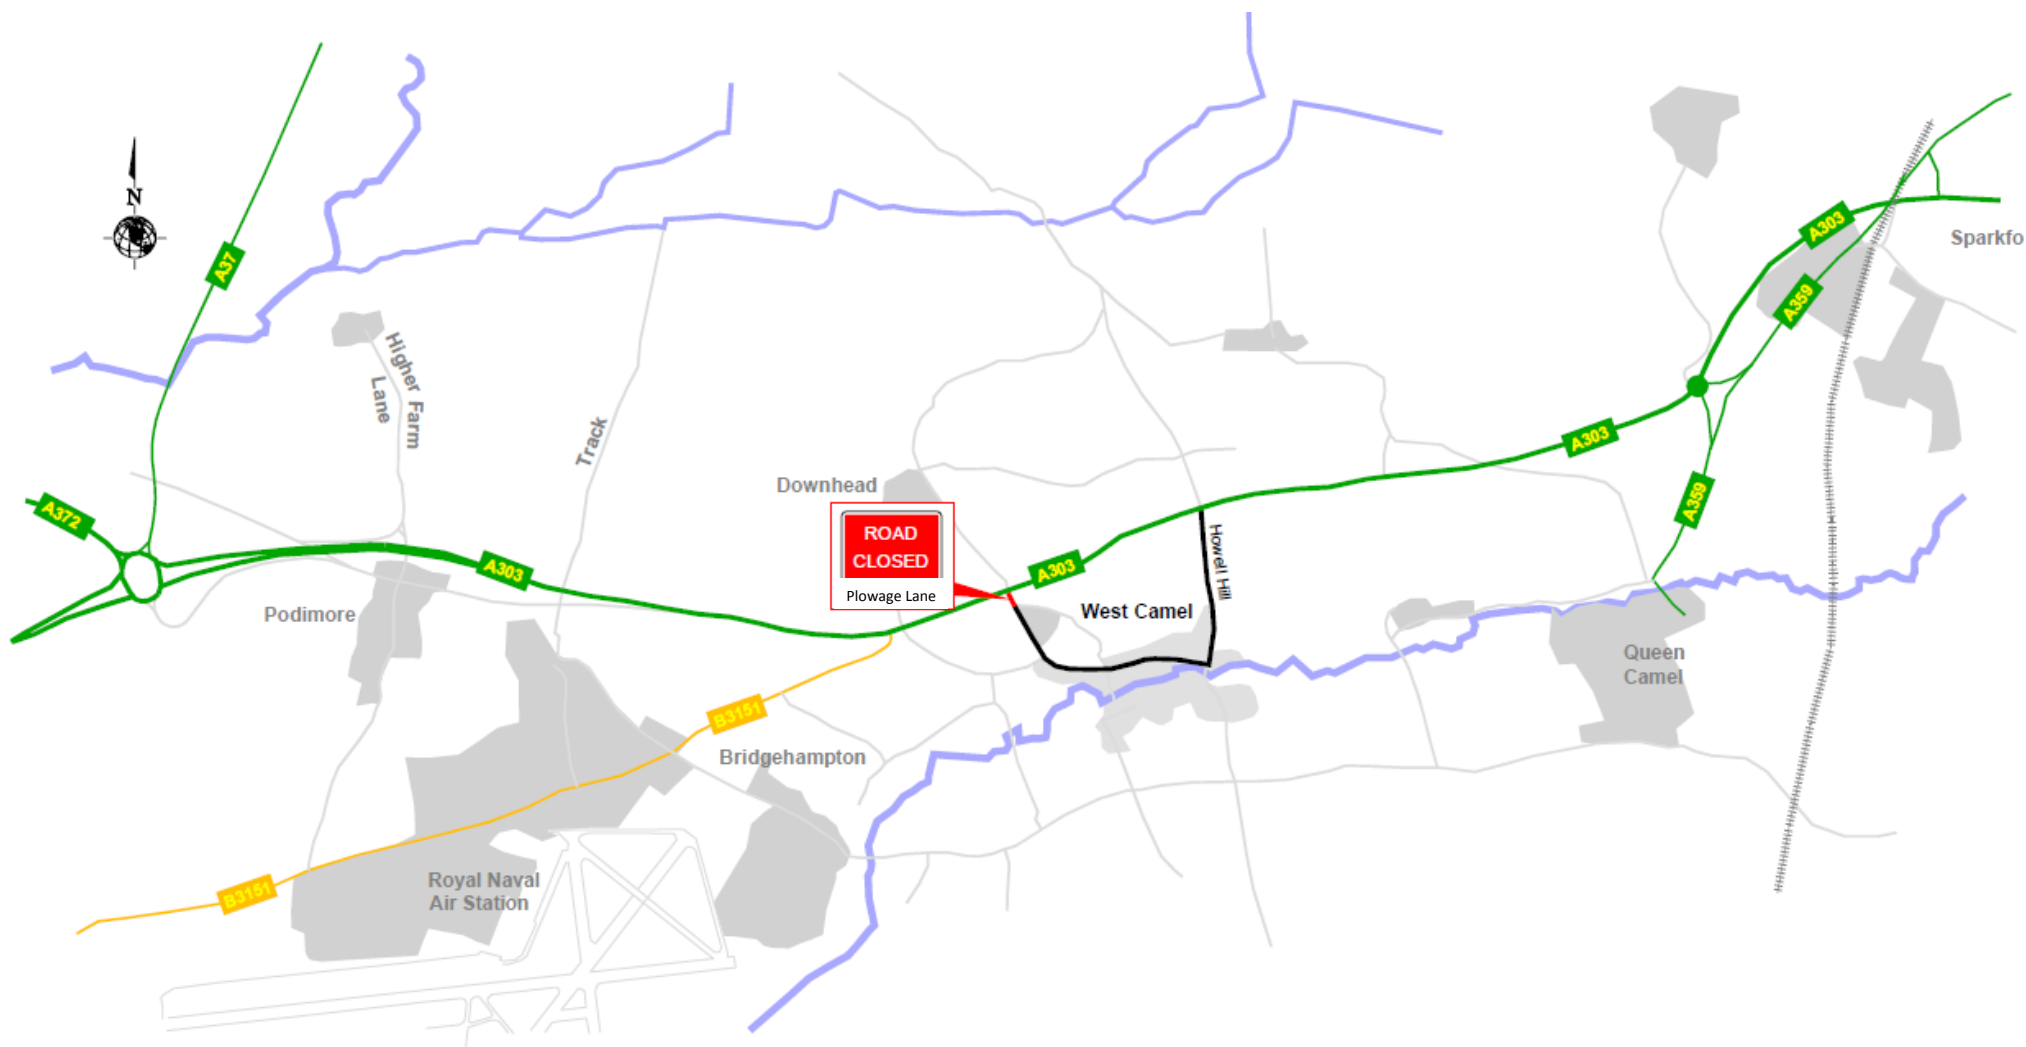 N
A37
A303
Sparkfo
A359
Higher Farm
Lane
Track
A303
Downhead
A372
ROAD
CLOSED
Plowage Lane
A359
A303
A303
Howell Hill
Podimore
West Camel
Queen
Camel
B3151
Bridgehampton
B3151
Royal Naval
Air Station